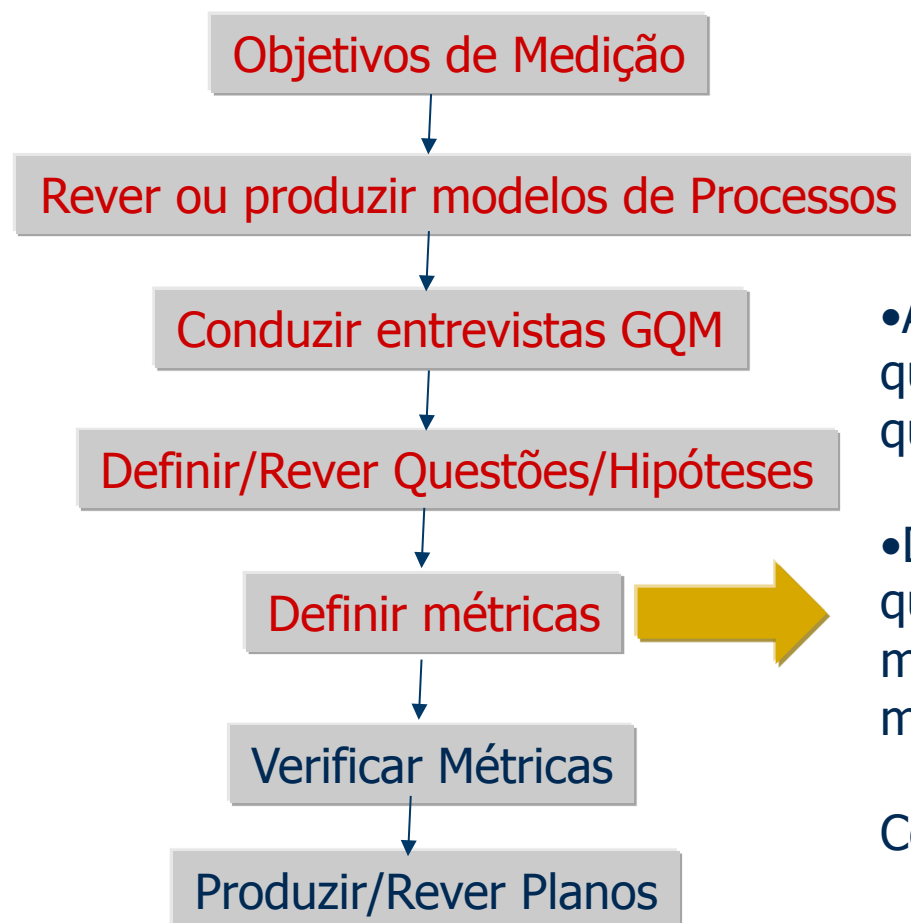 Objetivos de Medição
Rever ou produzir modelos de Processos
Conduzir entrevistas GQM
Definir/Rever Questões/Hipóteses
Definir métricas
Verificar Métricas
Produzir/Rever Planos